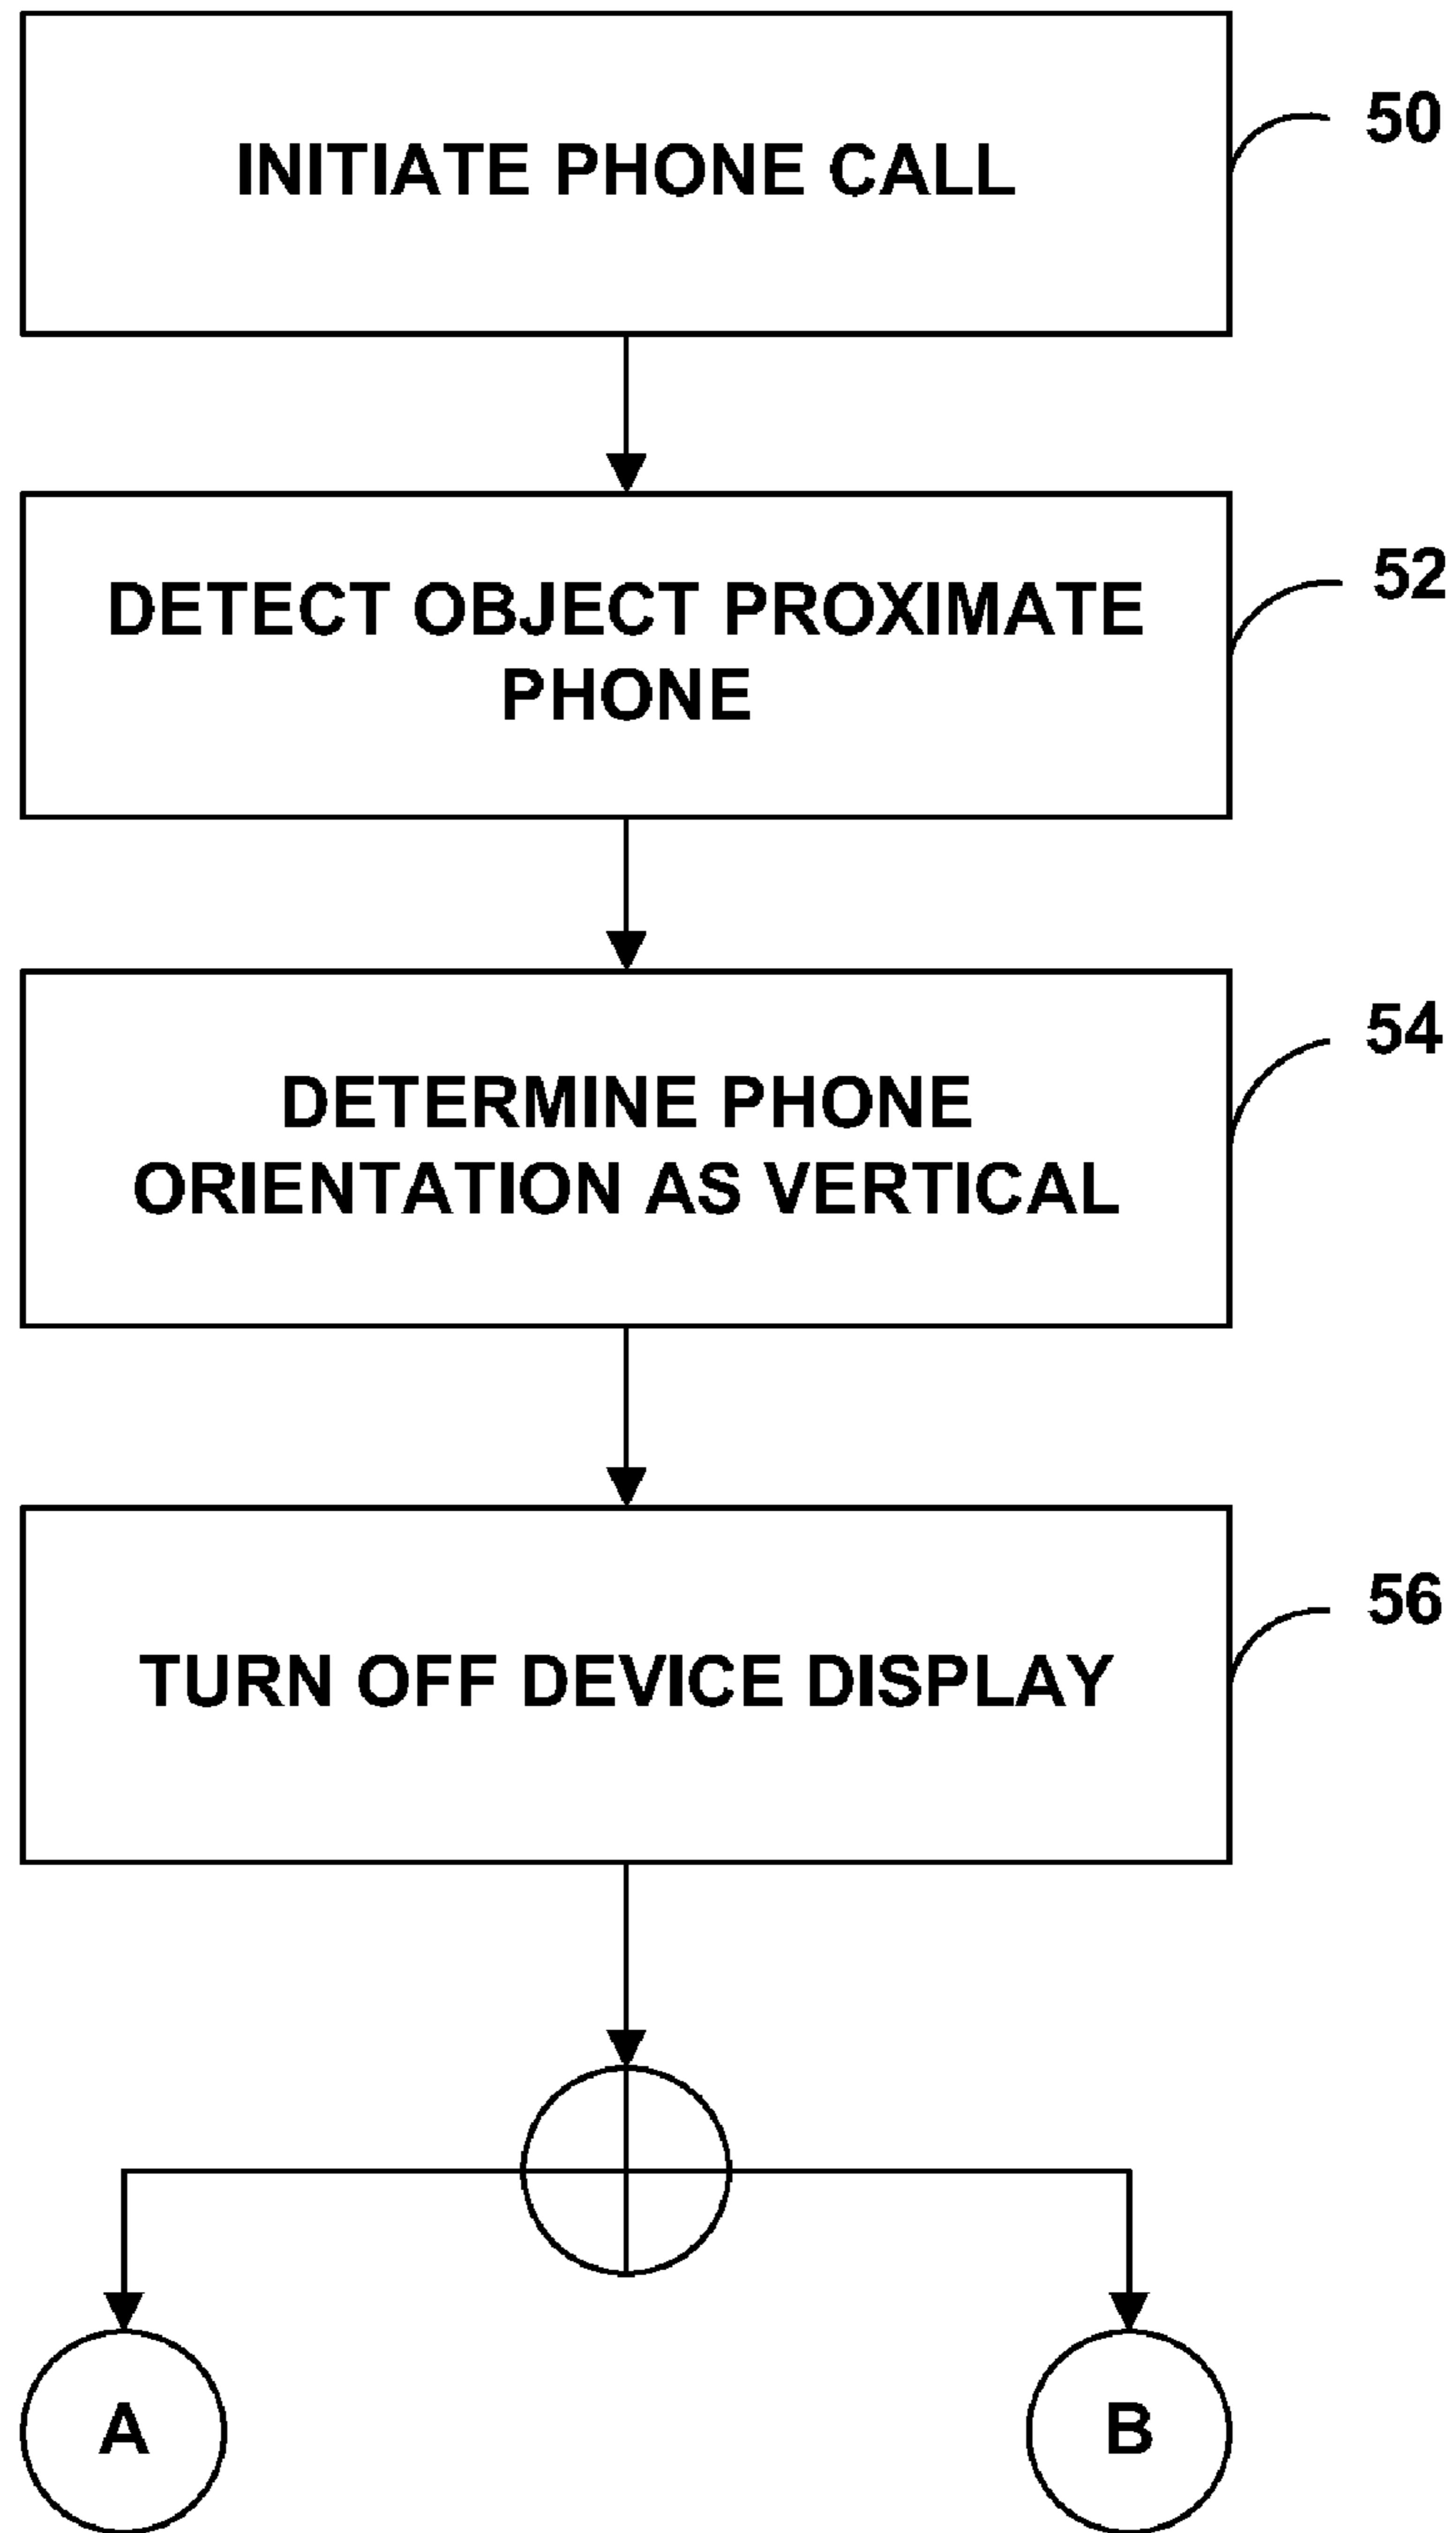 INITIATE PHONE CALL
50
DETECT OBJECT PROXIMATE
PHONE
52
DETERMINE PHONE
ORIENTATION AS VERTICAL
54
TURN OFF DEVICE DISPLAY
56
A
B